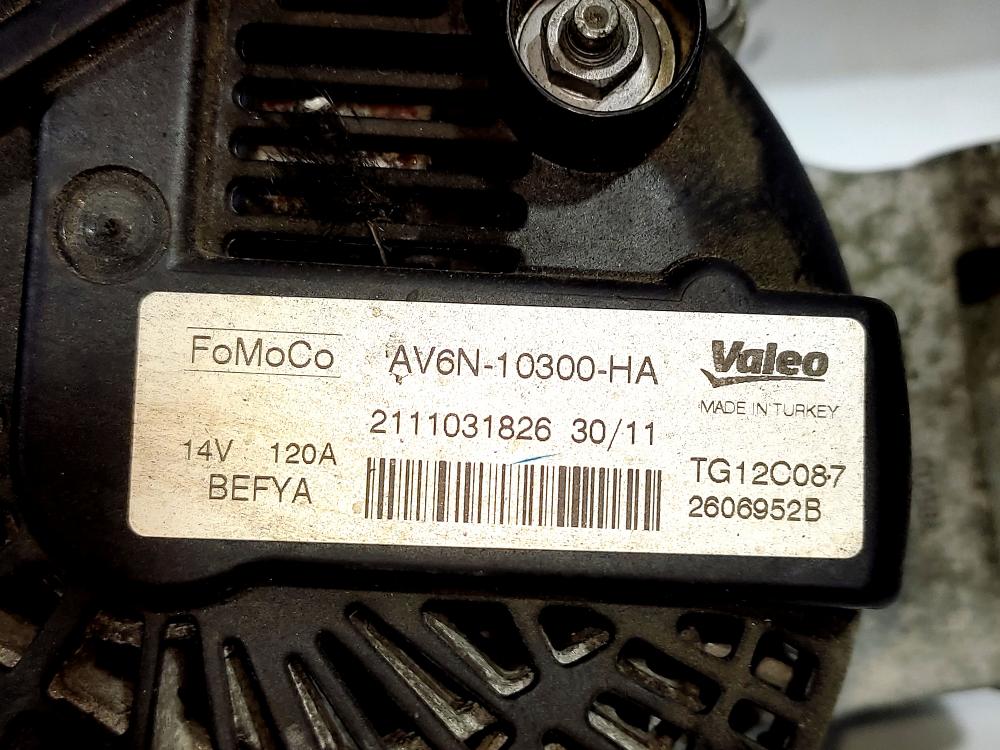 FoMoCo
AV6N-10300-HA
Valeo
MADE IN TURKEY
2111031826 30/11
14V 120A
BEFYA
TG12C087
2606952B